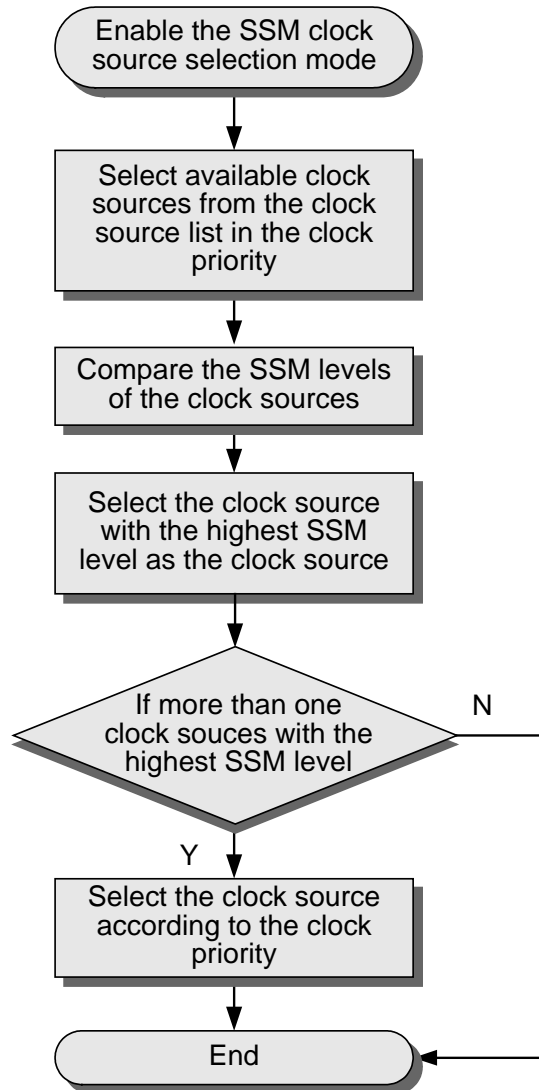 Enable the SSM clock
source selection mode
Select available clock
sources from the clock
source list in the clock
priority
Compare the SSM levels
of the clock sources
Select the clock source
with the highest SSM
level as the clock source
If more than one
clock souces with the
highest SSM level
N
Y
Select the clock source
according to the clock
priority
End